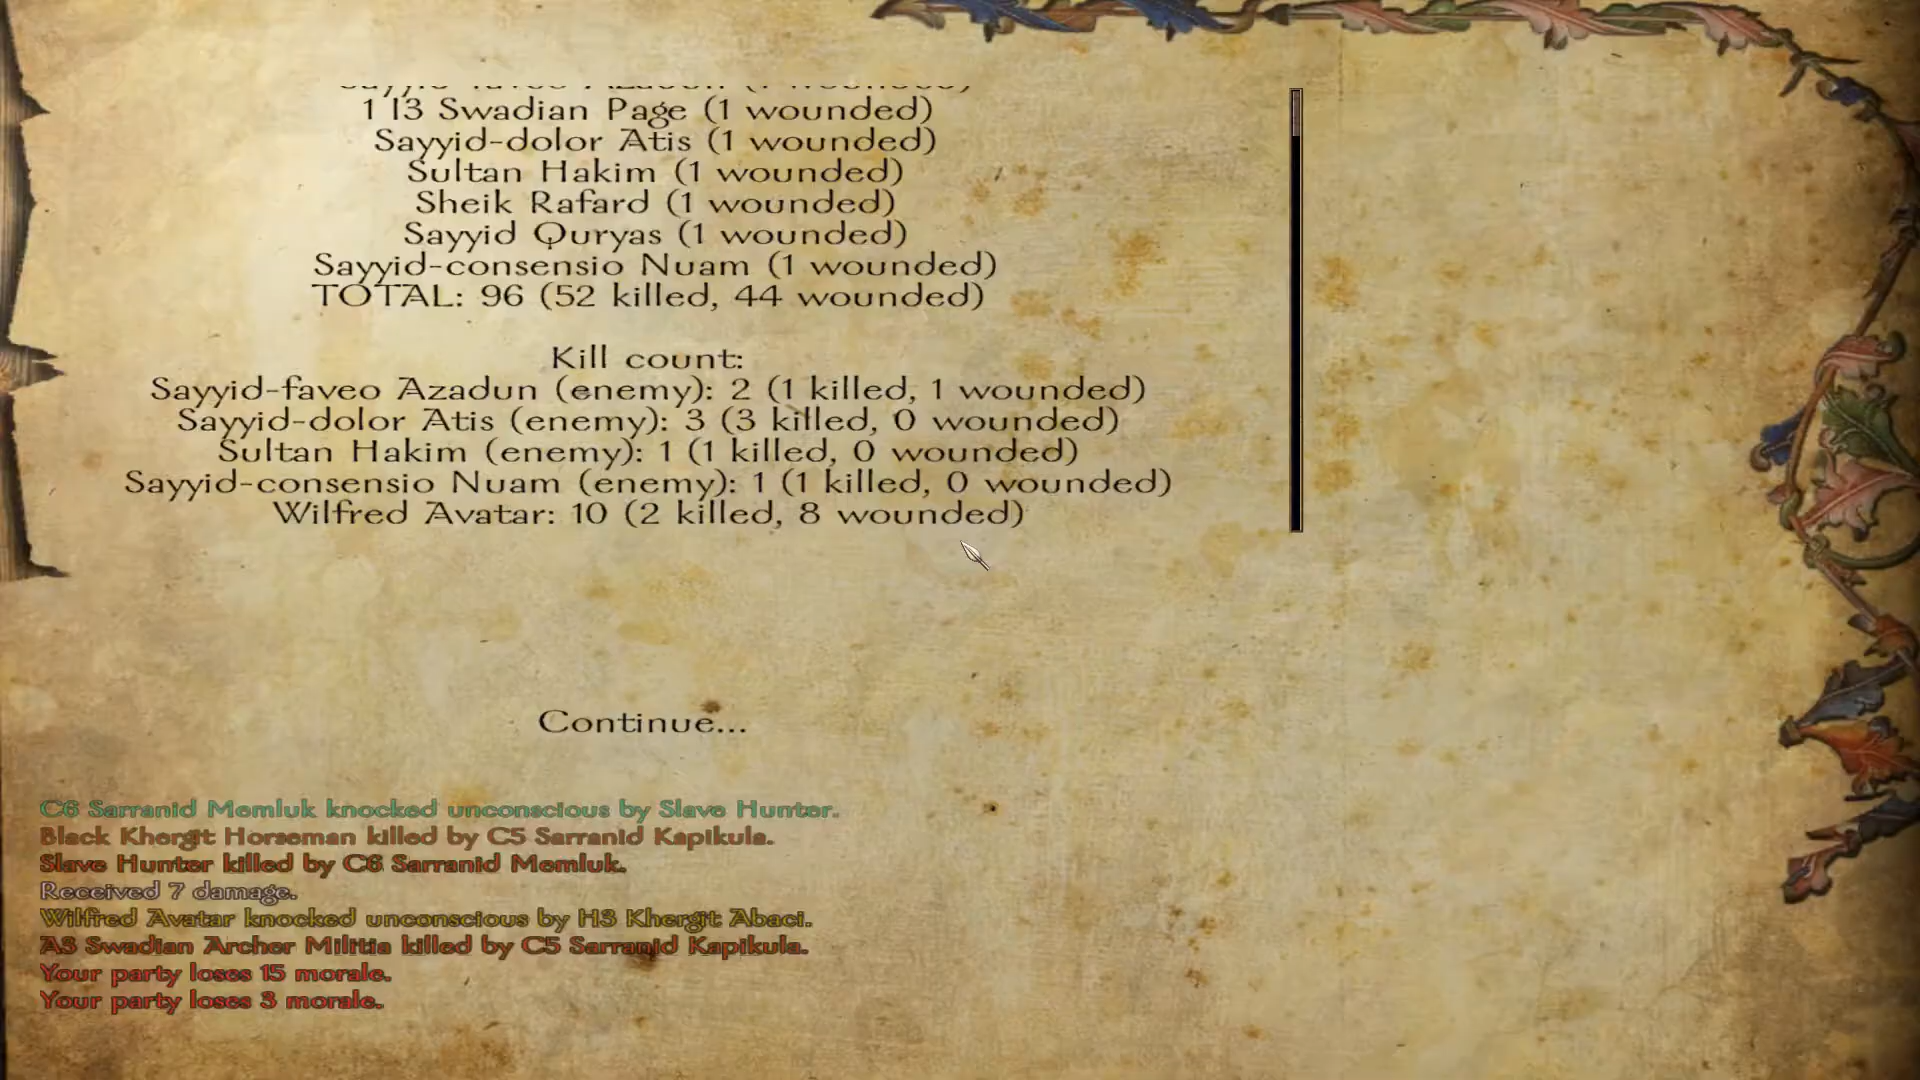 1 I3 Swadian Page (1 wounded)
Sayyid-dolor Atis (1 wounded)
Sultan Hakim (1 wounded)
Sheik Rafard (1 wounded)
Sayyid Quryas (1 wounded)
Sayyid-consensio Nuam (1 wounded)
TOTAL: 96 (52 killed, 44 wounded)
Kill count:
Sayyid-faveo Azadun (enemy): 2 (1 killed, 1 wounded)
Sayyid-dolor Atis (enemy): 3 (3 killed, 0 wounded)
Sultan Hakim (enemy): 1 (1 killed, 0 wounded)
Sayyid-consensio Nuam (enemy): 1 (1 killed, 0 wounded)
Wilfred Avatar: 10 (2 killed, 8 wounded)
Continue...
C6 Sarranid Memluk knocked unconscious by Slave Hunter.
Black Khergit Horseman killed by C5 Sarranid Kapikula.
Slave Hunter killed by C6 Sarranid Memluk.
Received 7 damage.
Wilfred Avatar knocked unconscious by H3 Khergit Abaci.
A3 Swadian Archer Militia killed by C5 Sarranid Kapikula.
Your party loses 15 morale.
Your party loses 3 morale.